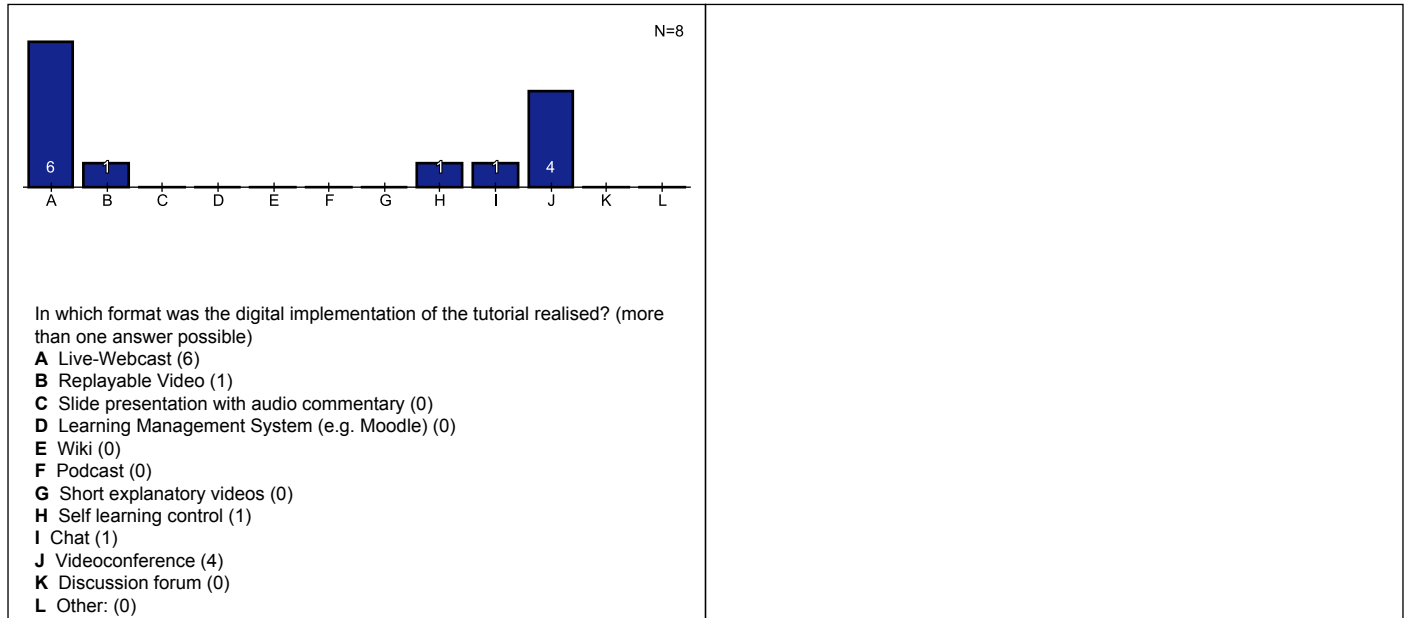 N=8
6 1 1 1 4
A B C D E F G H I J K L
In which format was the digital implementation of the tutorial realised? (more
than one answer possible)
A Live-Webcast (6)
B Replayable Video (1)
C Slide presentation with audio commentary (0)
D Learning Management System (e.g. Moodle) (0)
E Wiki (0)
F Podcast (0)
G Short explanatory videos (0)
H Self learning control (1)
I Chat (1)
J Videoconference (4)
K Discussion forum (0)
L Other: (0)